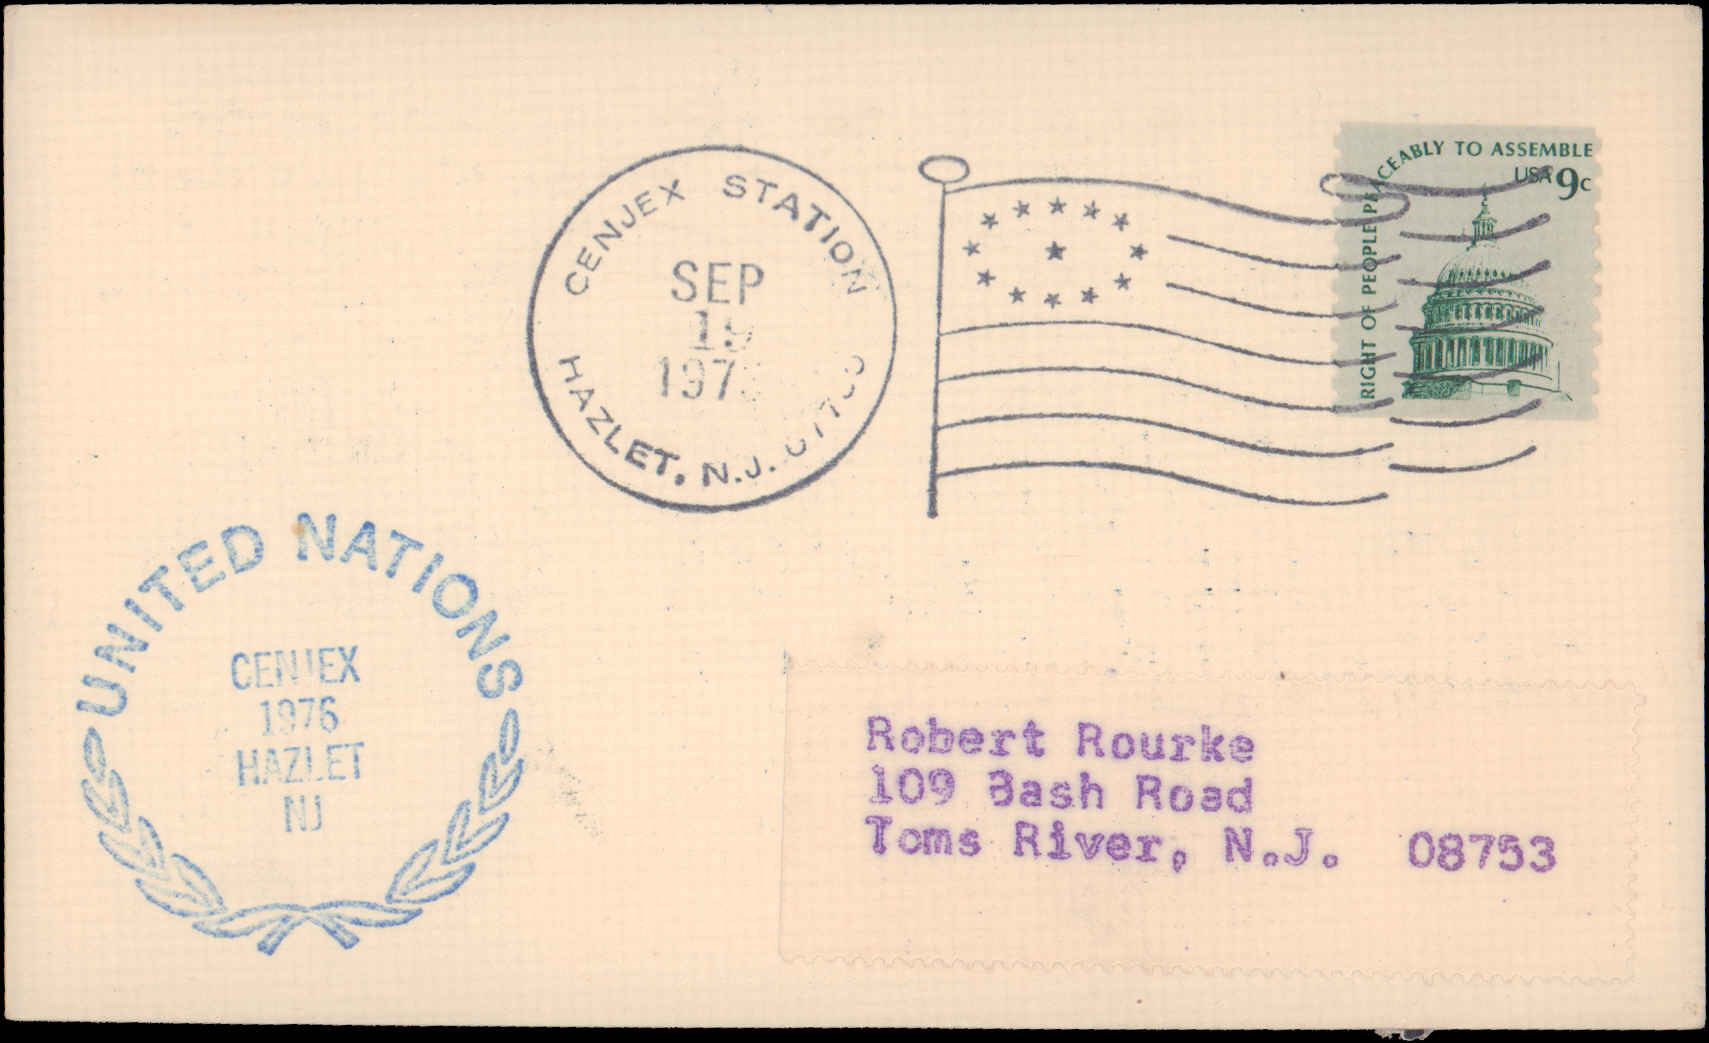 CENJEX STATION
SEP
HAZLET, N.J.
RIGHT OF PEOPLE PEACEABLY TO ASSEMBLE
USA 9c
UNITED NATIONS
CENJEX
1976
HAZLET
NJ
Robert Rourke
109 Bash Road
Toms River, N.J. 08753